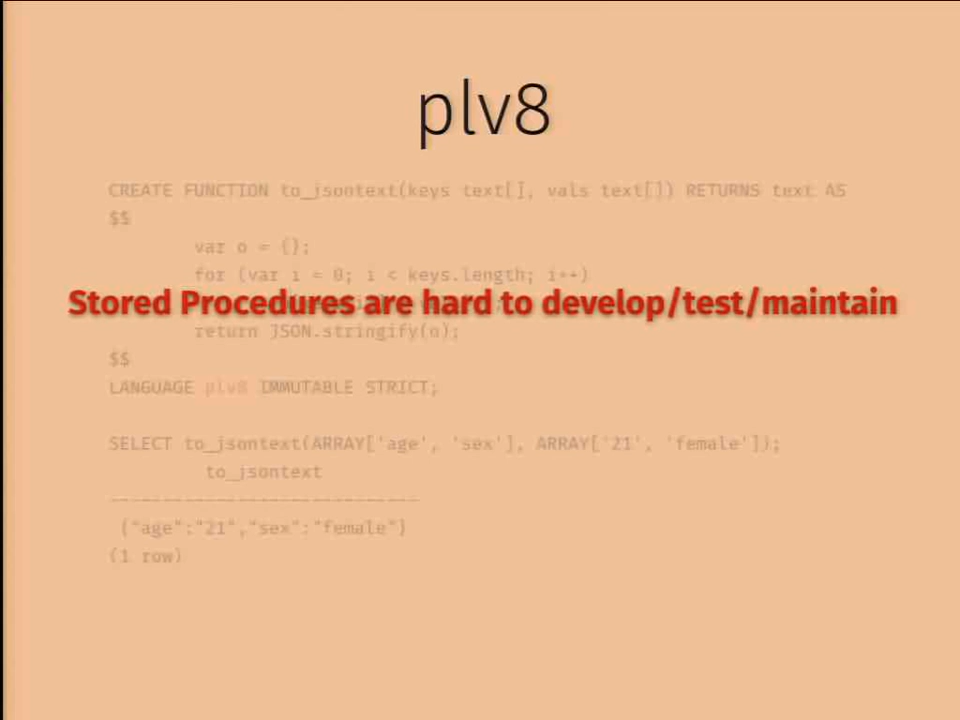 plv8
CREATE FUNCTION to_jsontext(keys text[], vals text[]) RETURNS text AS
$$
var o = {};
for (var i = 0; i < keys.length; i++)
Stored Procedures are hard to develop/test/maintain
return JSON.stringify(o);
$$
LANGUAGE plv8 IMMUTABLE STRICT;
SELECT to_jsontext(ARRAY['age', 'sex'], ARRAY['21', 'female']);
to_jsontext
-----------------------------
{"age":"21","sex":"female"}
(1 row)